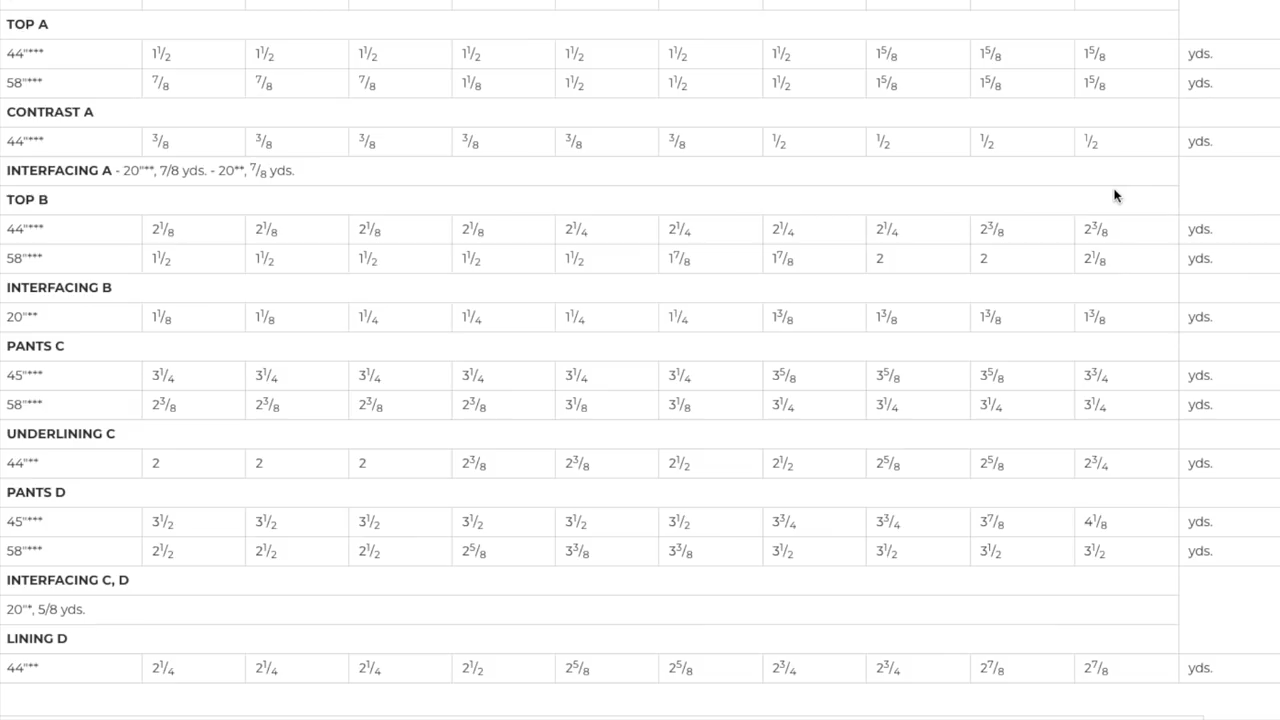 TOP A
44"*** 1 1/2 1 1/2 1 1/2 1 1/2 1 1/2 1 1/2 1 1/2 1 5/8 1 5/8 1 5/8 yds.
58"*** 7/8 7/8 7/8 1 1/8 1 1/2 1 1/2 1 1/2 1 5/8 1 5/8 1 5/8 yds.
CONTRAST A
44"*** 3/8 3/8 3/8 3/8 3/8 3/8 1/2 1/2 1/2 1/2 yds.
INTERFACING A - 20"**, 7/8 yds. - 20**, 7/8 yds.
TOP B
44"*** 2 1/8 2 1/8 2 1/8 2 1/8 2 1/4 2 1/4 2 1/4 2 1/4 2 3/8 2 3/8 yds.
58"*** 1 1/2 1 1/2 1 1/2 1 1/2 1 1/2 1 7/8 1 7/8 2 2 2 1/8 yds.
INTERFACING B
20"** 1 1/8 1 1/8 1 1/4 1 1/4 1 1/4 1 1/4 1 3/8 1 3/8 1 3/8 1 3/8 yds.
PANTS C
45"*** 3 1/4 3 1/4 3 1/4 3 1/4 3 1/4 3 1/4 3 5/8 3 5/8 3 5/8 3 3/4 yds.
58"*** 2 3/8 2 3/8 2 3/8 2 3/8 3 1/8 3 1/8 3 1/4 3 1/4 3 1/4 3 1/4 yds.
UNDERLINING C
44"** 2 2 2 2 3/8 2 3/8 2 1/2 2 1/2 2 5/8 2 5/8 2 3/4 yds.
PANTS D
45"*** 3 1/2 3 1/2 3 1/2 3 1/2 3 1/2 3 1/2 3 3/4 3 3/4 3 7/8 4 1/8 yds.
58"*** 2 1/2 2 1/2 2 1/2 2 5/8 3 3/8 3 3/8 3 1/2 3 1/2 3 1/2 3 1/2 yds.
INTERFACING C, D
20"*, 5/8 yds.
LINING D
44"** 2 1/4 2 1/4 2 1/4 2 1/2 2 5/8 2 5/8 2 3/4 2 3/4 2 7/8 2 7/8 yds.